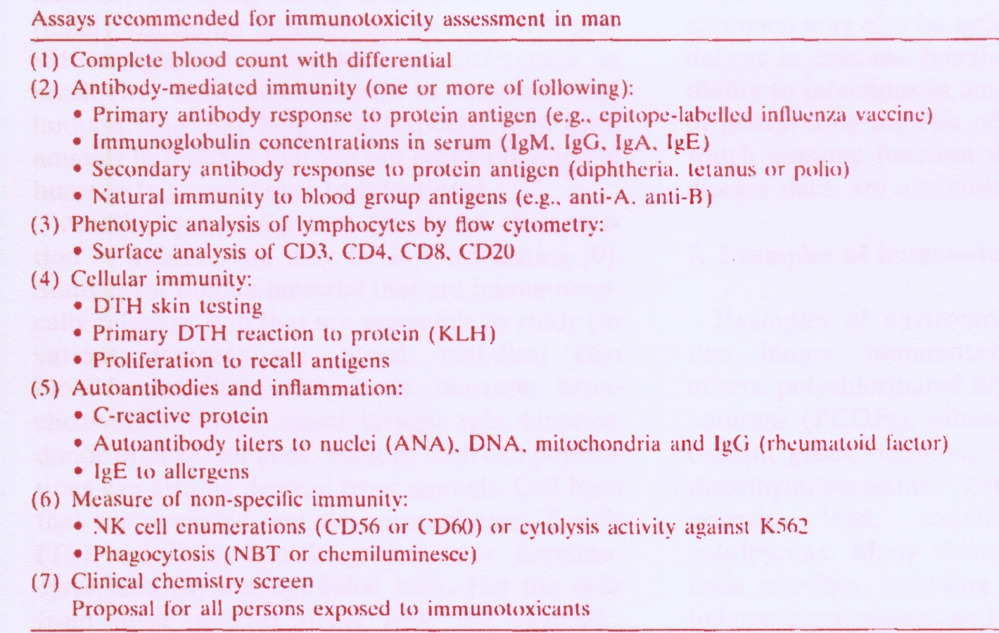 Assays recommended for immunotoxicity assessment in man
(1) Complete blood count with differential
(2) Antibody-mediated immunity (one or more of following):
• Primary antibody response to protein antigen (e.g., epitope-labelled influenza vaccine)
• Immunoglobulin concentrations in serum (IgM, IgG, IgA, IgE)
• Secondary antibody response to protein antigen (diphtheria, tetanus or polio)
• Natural immunity to blood group antigens (e.g., anti-A, anti-B)
(3) Phenotypic analysis of lymphocytes by flow cytometry:
• Surface analysis of CD3, CD4, CD8, CD20
(4) Cellular immunity:
• DTH skin testing
• Primary DTH reaction to protein (KLH)
• Proliferation to recall antigens
(5) Autoantibodies and inflammation:
• C-reactive protein
• Autoantibody titers to nuclei (ANA), DNA, mitochondria and IgG (rheumatoid factor)
• IgE to allergens
(6) Measure of non-specific immunity:
• NK cell enumerations (CD56 or CD60) or cytolysis activity against K562
• Phagocytosis (NBT or chemiluminesce)
(7) Clinical chemistry screen
Proposal for all persons exposed to immunotoxicants